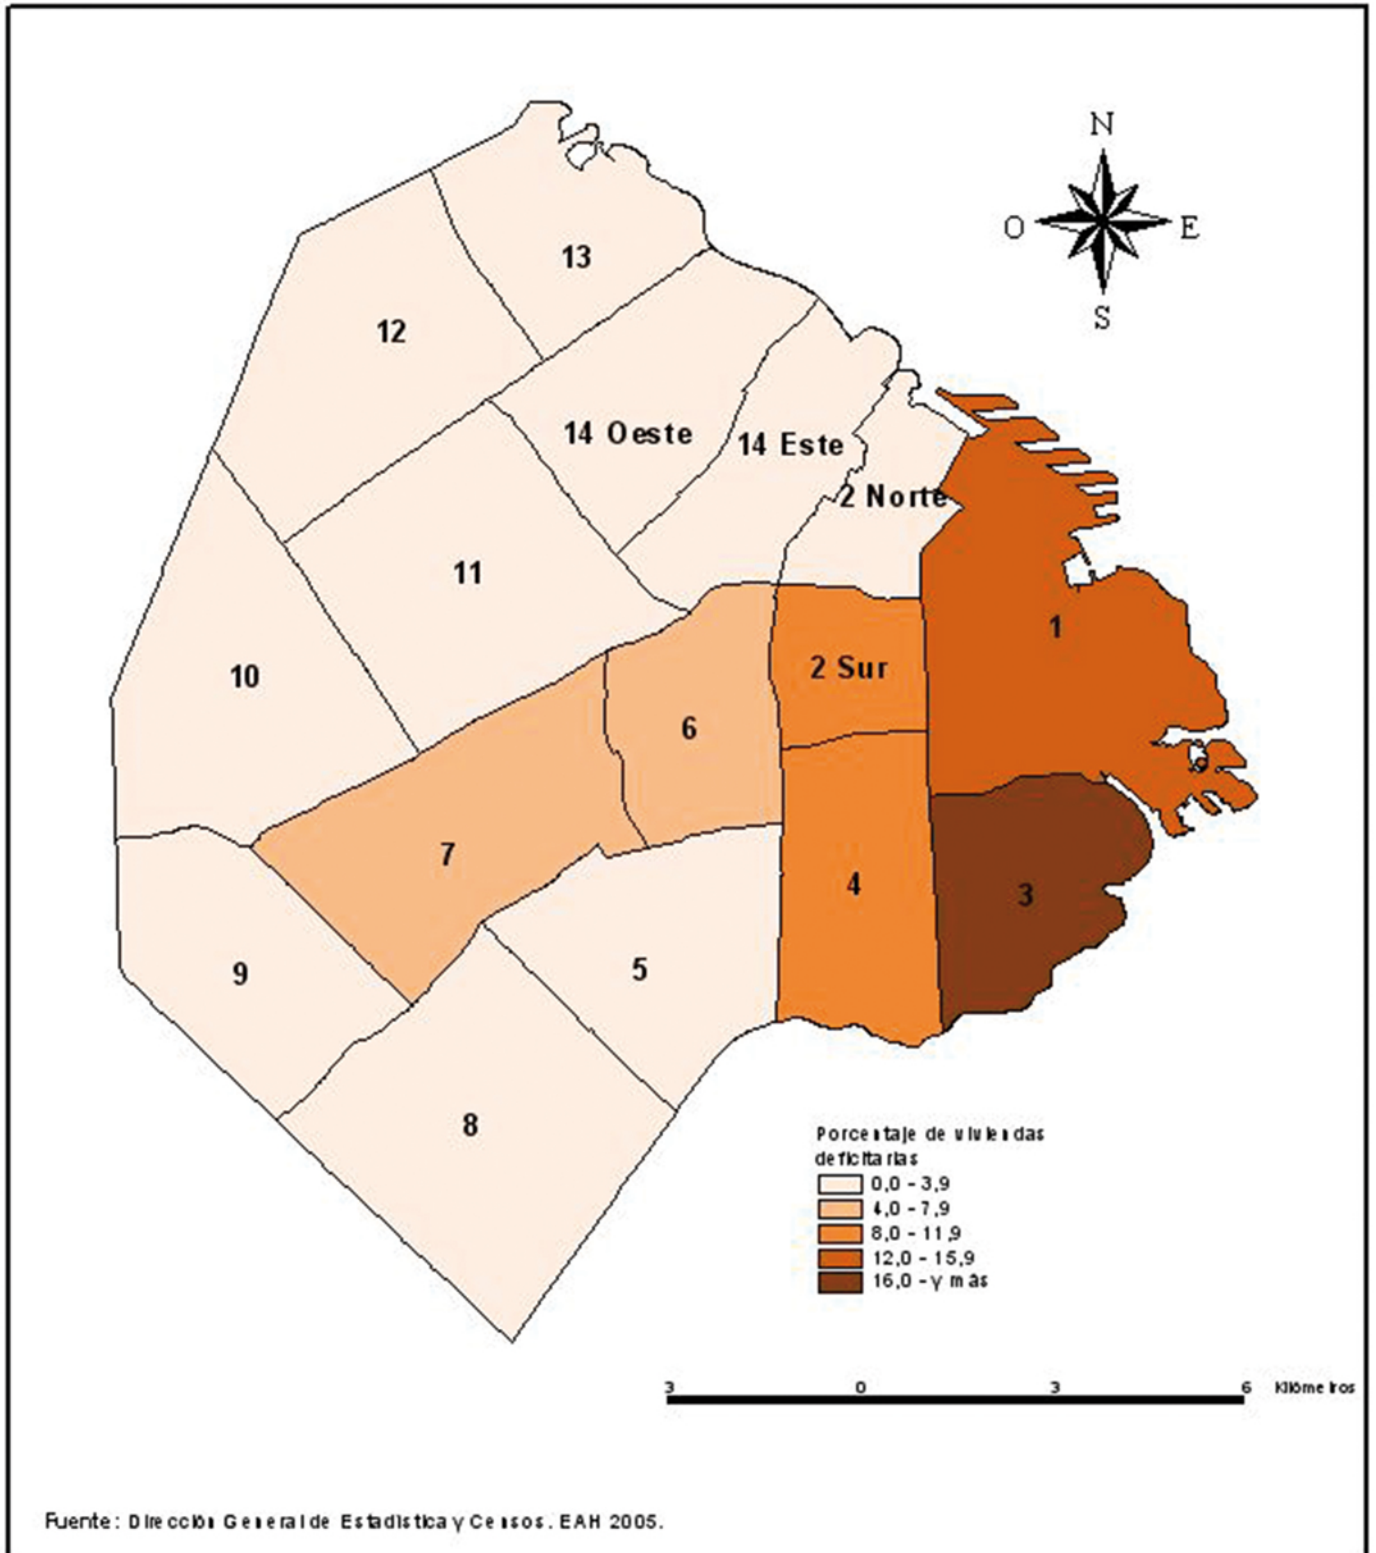 N
O
E
S
13
12
14 Oeste
14 Este
2 Norte
11
1
10
2 Sur
6
7
4
3
9
5
8
Porcentaje de viviendas
deficitarias
0,0 - 3,9
4,0 - 7,9
8,0 - 11,9
12,0 - 15,9
16,0 - y más
3 0 3 6 Kilómetros
Fuente: Dirección General de Estadística y Censos. EAH 2005.